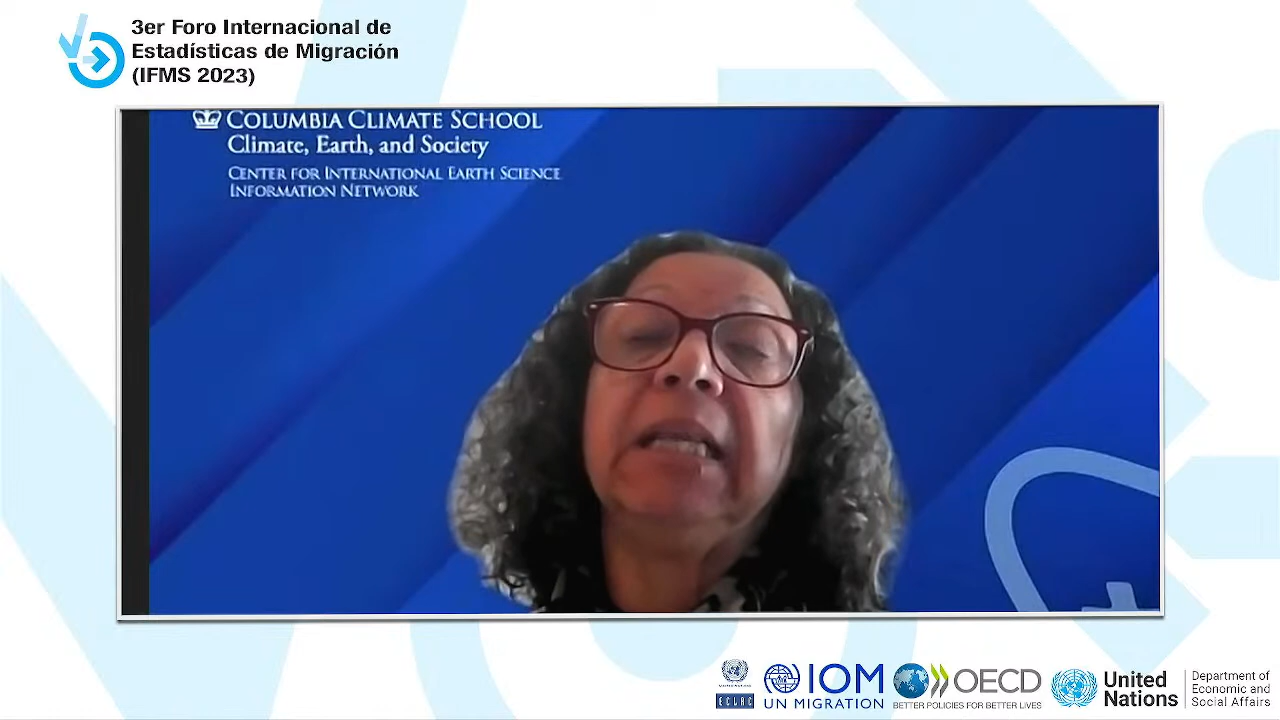 3er Foro Internacional de
Estadísticas de Migración
(IFMS 2023)
COLUMBIA CLIMATE SCHOOL
Climate, Earth, and Society
CENTER FOR INTERNATIONAL EARTH SCIENCE
INFORMATION NETWORK
ECLAC
IOM
UN MIGRATION
OECD
BETTER POLICIES FOR BETTER LIVES
United
Nations
Department of
Economic and
Social Affairs